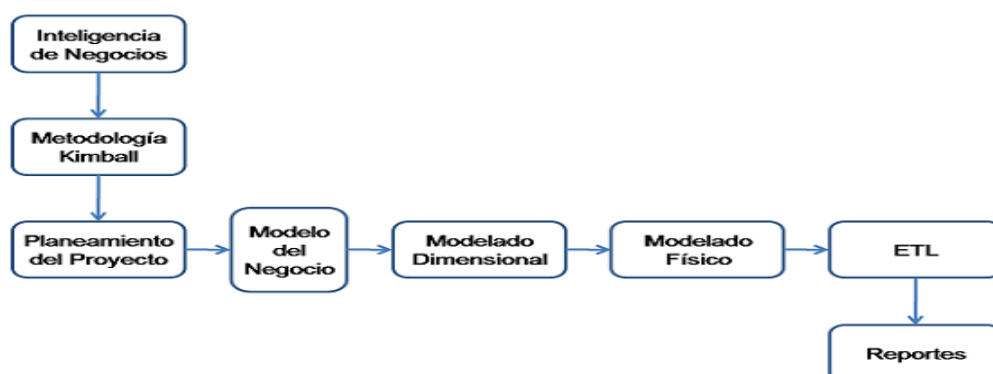 Inteligencia
de Negocios
Metodología
Kimball
Planeamiento
del Proyecto
Modelo
del
Negocio
Modelado
Dimensional
Modelado
Físico
ETL
Reportes